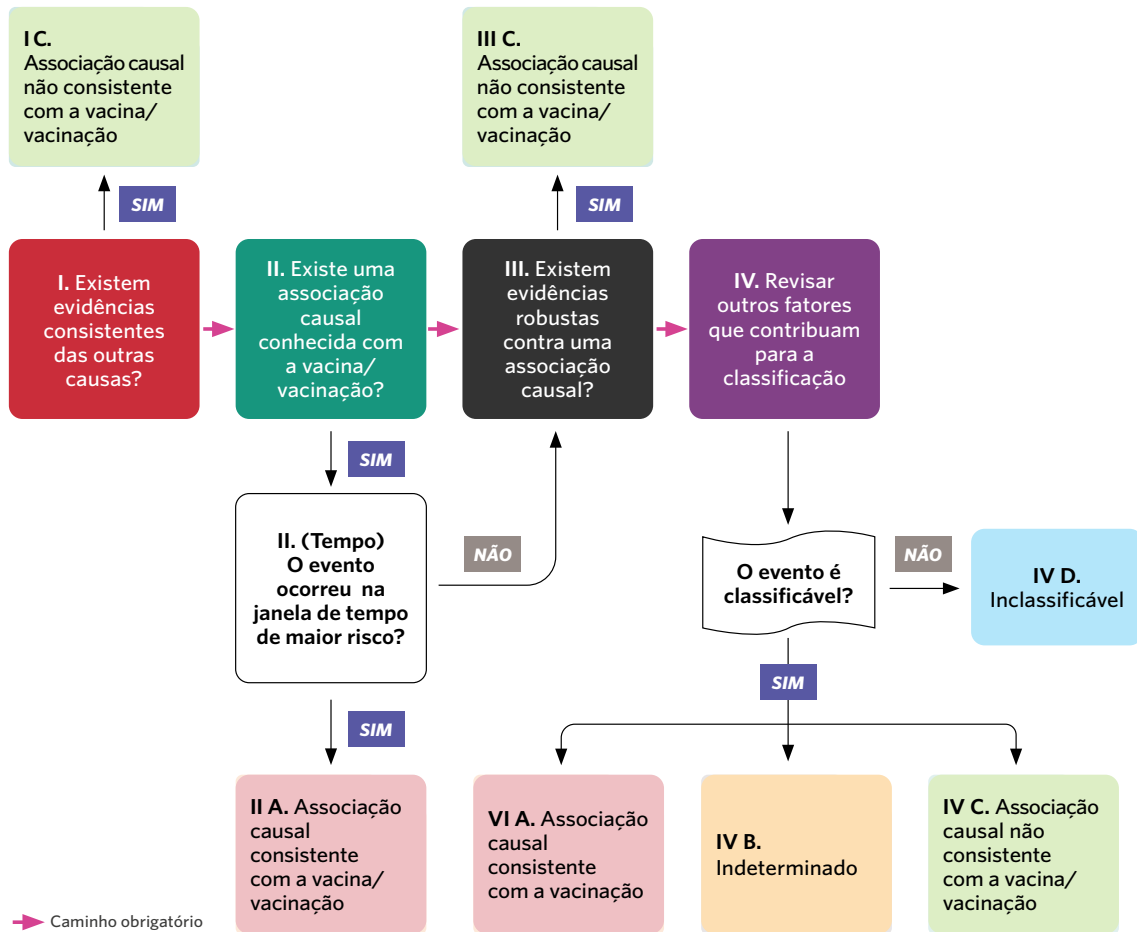 I C.
Associação causal
não consistente
com a vacina/
vacinação
III C.
Associação causal
não consistente
com a vacina/
vacinação
SIM
SIM
I. Existem
evidências
consistentes
das outras
causas?
II. Existe uma
associação
causal
conhecida com
a vacina/
vacinação?
III. Existem
evidências
robustas
contra uma
associação
causal?
IV. Revisar
outros fatores
que contribuam
para a
classificação
SIM
II. (Tempo)
O evento
ocorreu na
janela de tempo
de maior risco?
NÃO
O evento é
classificável?
NÃO
IV D.
Inclassificável
SIM
SIM
II A. Associação
causal
consistente
com a vacina/
vacinação
VI A. Associação
causal
consistente
com a vacinação
IV B.
Indeterminado
IV C. Associação
causal não
consistente
com a vacina/
vacinação
Caminho obrigatório